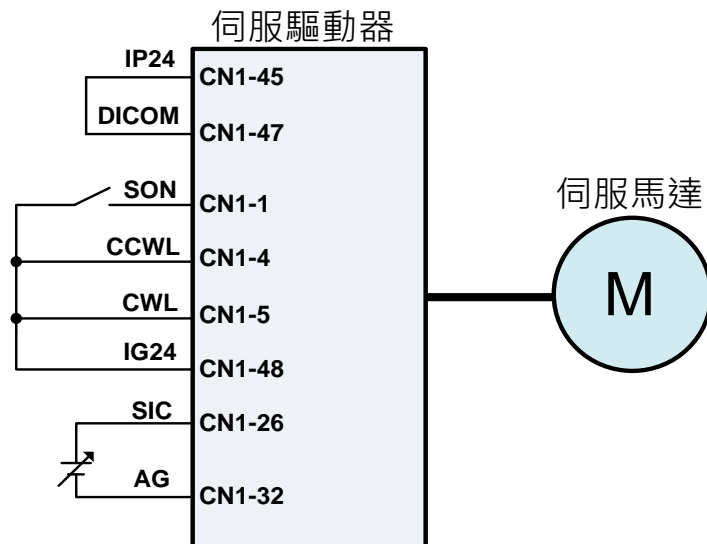 伺服驅動器
IP24 CN1-45
DICOM CN1-47
SON CN1-1
CCWL CN1-4
CWL CN1-5
IG24 CN1-48
SIC CN1-26
AG CN1-32
伺服馬達
M